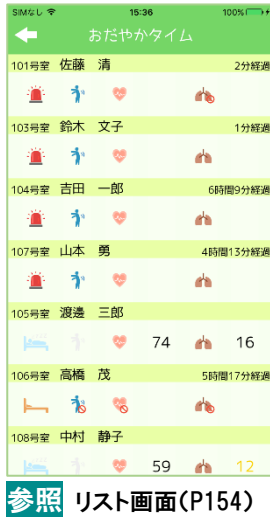 SIMなし 15:36 100%
おだやかタイム
101号室 佐藤 清 2分経過
103号室 鈴木 文子 1分経過
104号室 吉田 一郎 6時間9分経過
107号室 山本 勇 4時間13分経過
105号室 渡邊 三郎
74 16
106号室 高橋 茂 5時間17分経過
108号室 中村 静子
59 12
参照 リスト画面(P154)